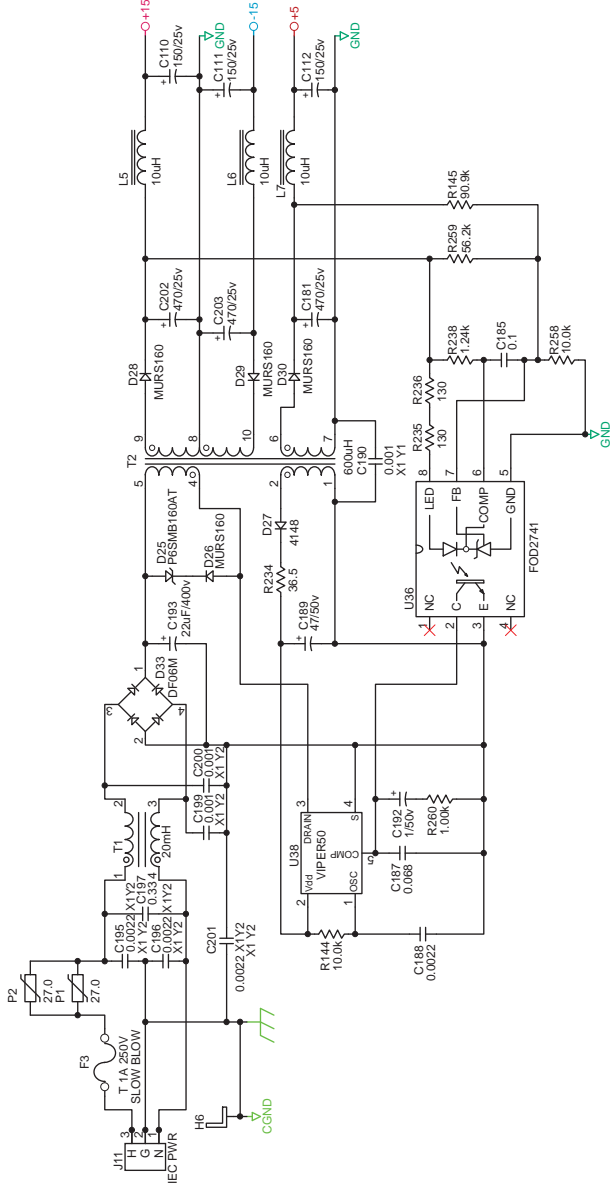 J11
IEC PWR
H
G
N
3
2
1
F3
T 1A 250V
SLOW BLOW
P2
27.0
P1
27.0
H6
CGND
C195
0.0022
X1 Y2
C196
0.0022
X1 Y2
C197
0.33
X1Y2
C201
0.0022 X1Y2
X1 Y2
T1
20mH
1
2
3
4
C199
0.001
X1 Y2
C200
0.001
X1 Y2
D33
DF06M
1
2
3
4
C193
22uF/400v
D25
P6SMB160AT
D26
MURS160
T2
5
4
2
1
9
8
10
6
7
600uH
C190
0.001
X1 Y1
D27
4148
R234
36.5
C189
47/50v
U38
VIPER50
Vpd
DRAIN
OSC
COMP
S
2
3
1
5
4
R144
10.0k
C188
0.0022
C187
0.068
C192
1/50v
R260
1.00k
U36
FOD2741
NC
C
E
NC
LED
FB
COMP
GND
1
2
3
4
8
7
6
5
R235
130
R236
130
R238
1.24k
C185
0.1
R258
10.0k
R259
56.2k
R145
90.9k
GND
D28
MURS160
D29
MURS160
D30
MURS160
C202
470/25v
C203
470/25v
C181
470/25v
L5
10uH
L6
10uH
L7
10uH
C110
150/25v
C111
150/25v
C112
150/25v
+15
GND
-15
+5
GND